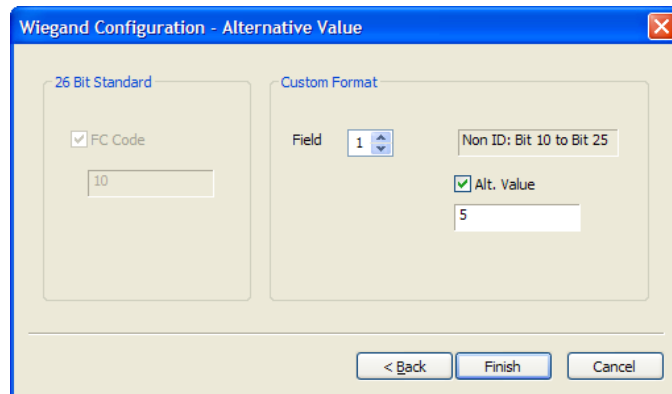 Wiegand Configuration - Alternative Value
26 Bit Standard
FC Code
10
Custom Format
Field
1
Non ID: Bit 10 to Bit 25
Alt. Value
5
< Back
Finish
Cancel